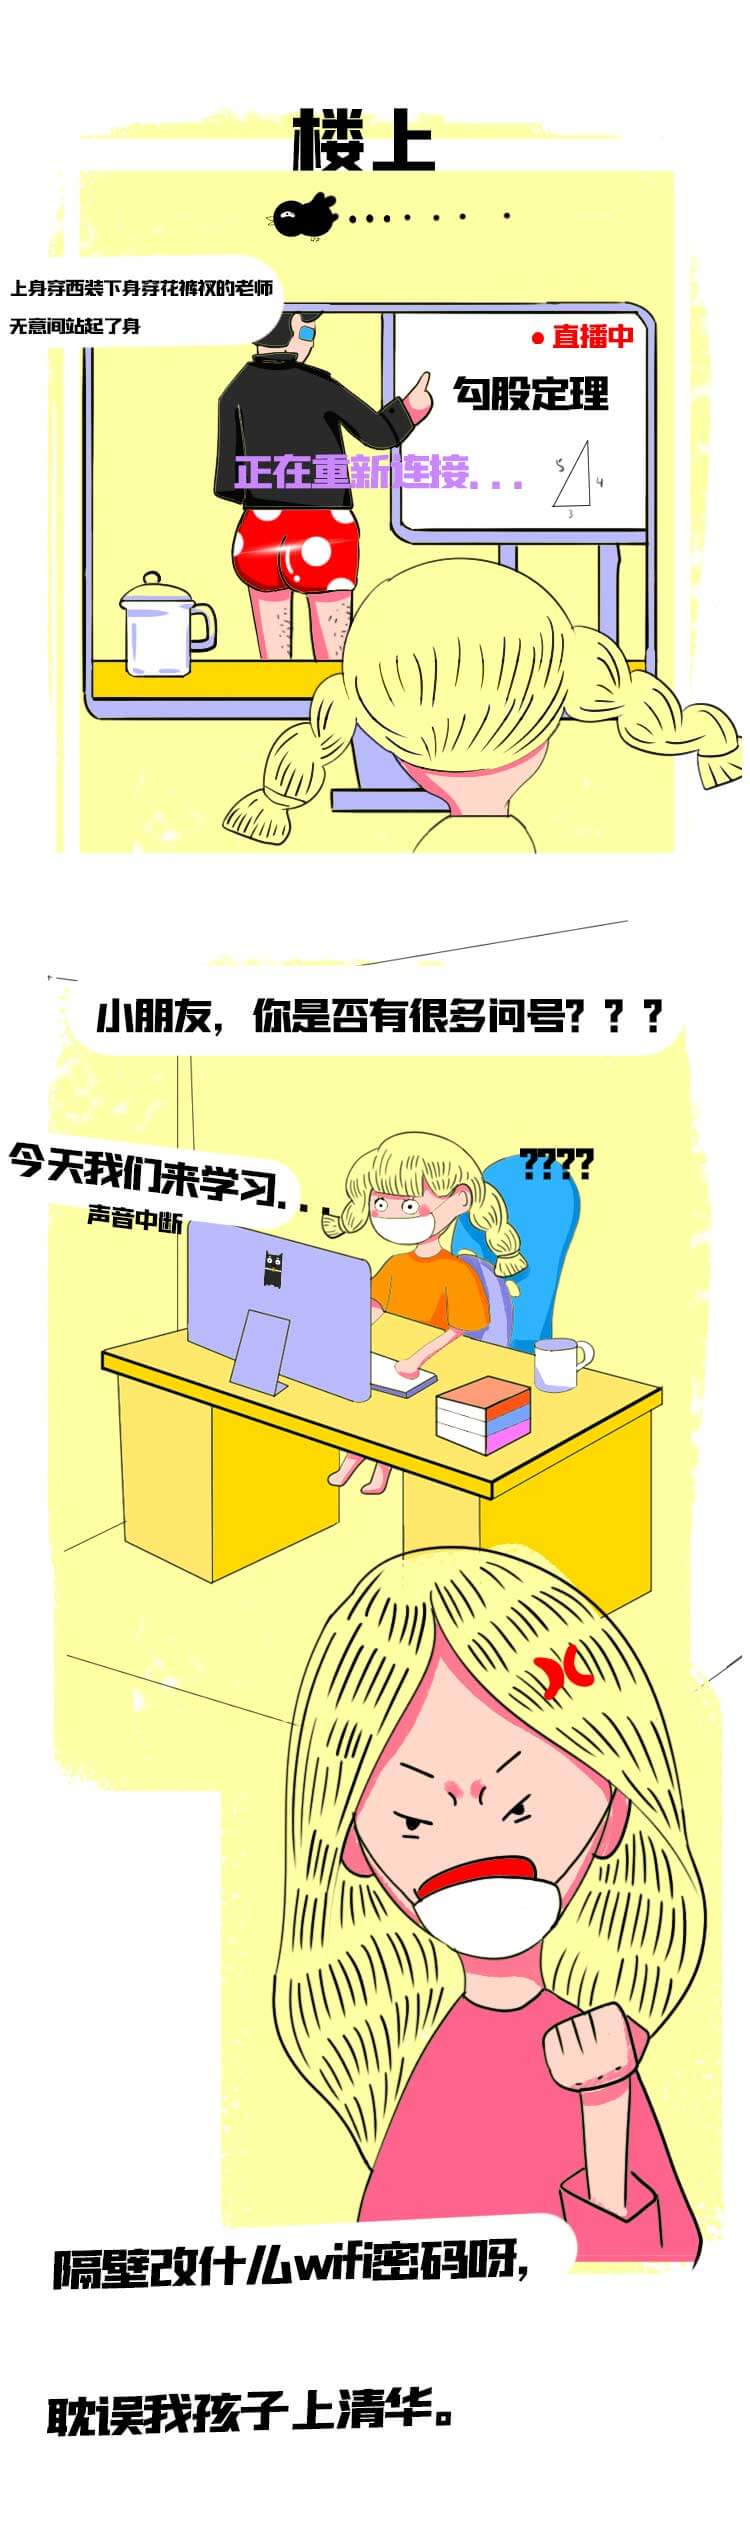 楼上
上身穿西装下身穿花裤衩的老师
无意间站起了身
直播中
勾股定理
正在重新连接...
5
4
3
小朋友，你是否有很多问号？？？
????
今天我们来学习...
声音中断
隔壁改什么wifi密码呀，
耽误我孩子上清华。